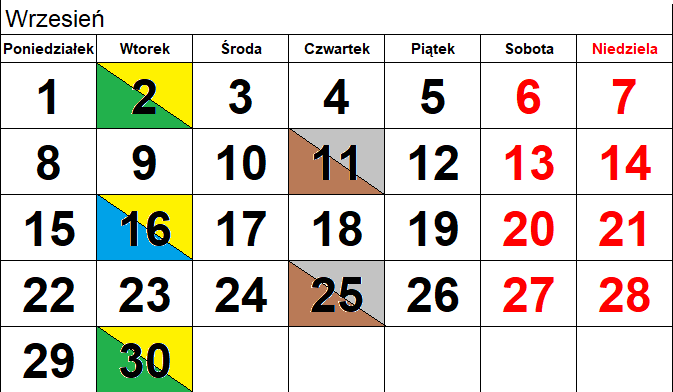 Wrzesień
Poniedziałek Wtorek Środa Czwartek Piątek Sobota Niedziela
1 2 3 4 5 6 7
8 9 10 11 12 13 14
15 16 17 18 19 20 21
22 23 24 25 26 27 28
29 30